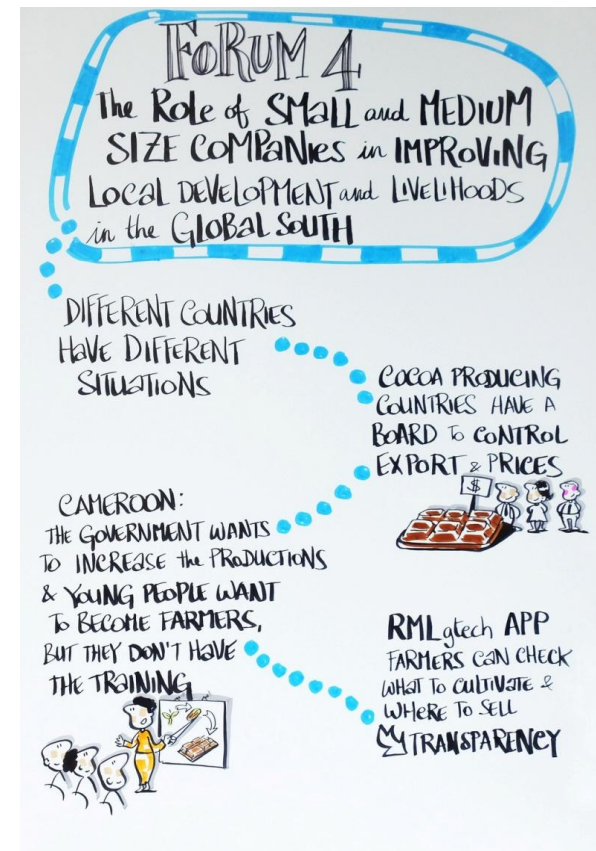 FORUM 4
The Role of SMALL and MEDIUM
SIZE COMPANIES in IMPROVING
LOCAL DEVELOPMENT and LIVELIHOODS
in the GLOBAL SOUTH
DIFFERENT COUNTRIES
HAVE DIFFERENT
SITUATIONS
COCOA PRODUCING
COUNTRIES HAVE A
BOARD to CONTROL
EXPORT & PRICES
$
CAMEROON:
THE GOVERNMENT WANTS
TO INCREASE the PRODUCTIONS
& YOUNG PEOPLE WANT
To BECOME FARMERS,
BUT THEY DON'T HAVE
THE TRAINING
RMLgtech APP
FARMERS CAN CHECK
WHAT TO CULTIVATE &
WHERE TO SELL
TRANSPARENCY